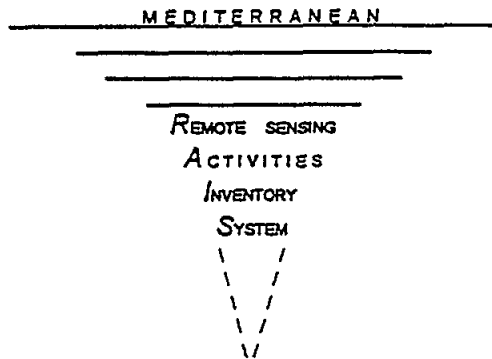 MEDITERRANEAN
REMOTE SENSING
ACTIVITIES
INVENTORY
SYSTEM